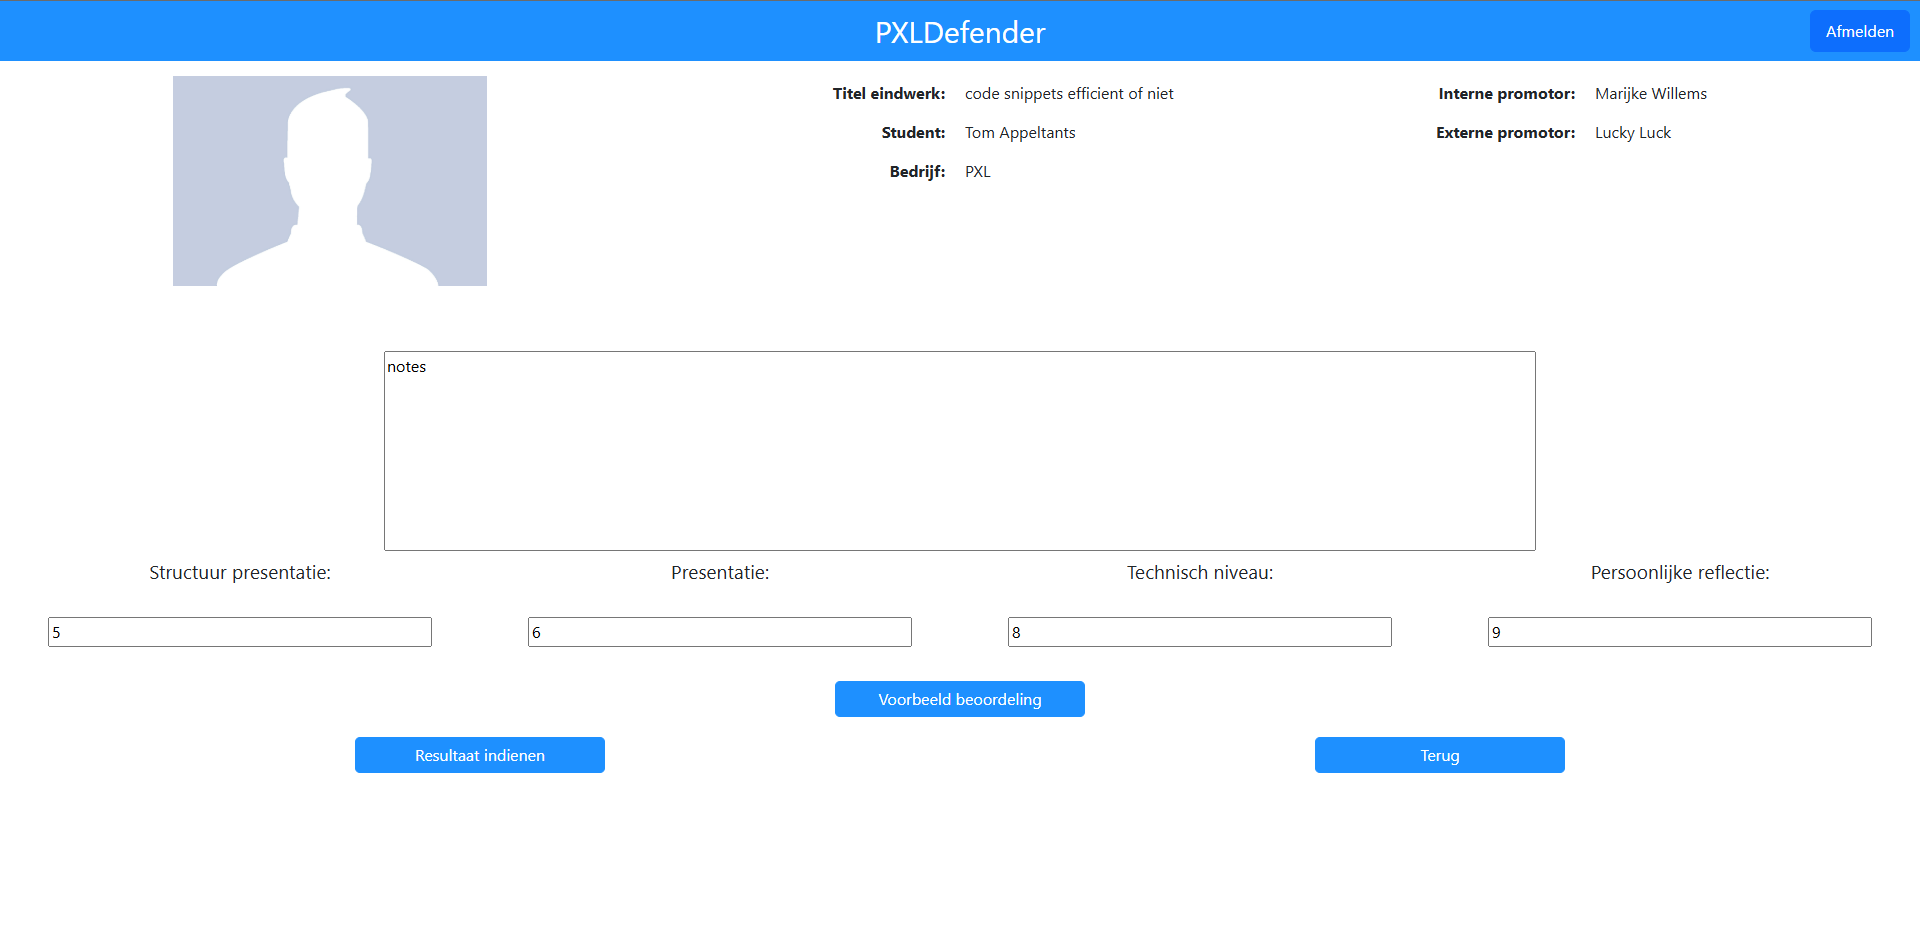 PXLDefender
Afmelden
Titel eindwerk: code snippets efficient of niet
Student: Tom Appeltants
Bedrijf: PXL
Interne promotor: Marijke Willems
Externe promotor: Lucky Luck
notes
Structuur presentatie:
Presentatie:
Technisch niveau:
Persoonlijke reflectie:
5
6
8
9
Voorbeeld beoordeling
Resultaat indienen
Terug